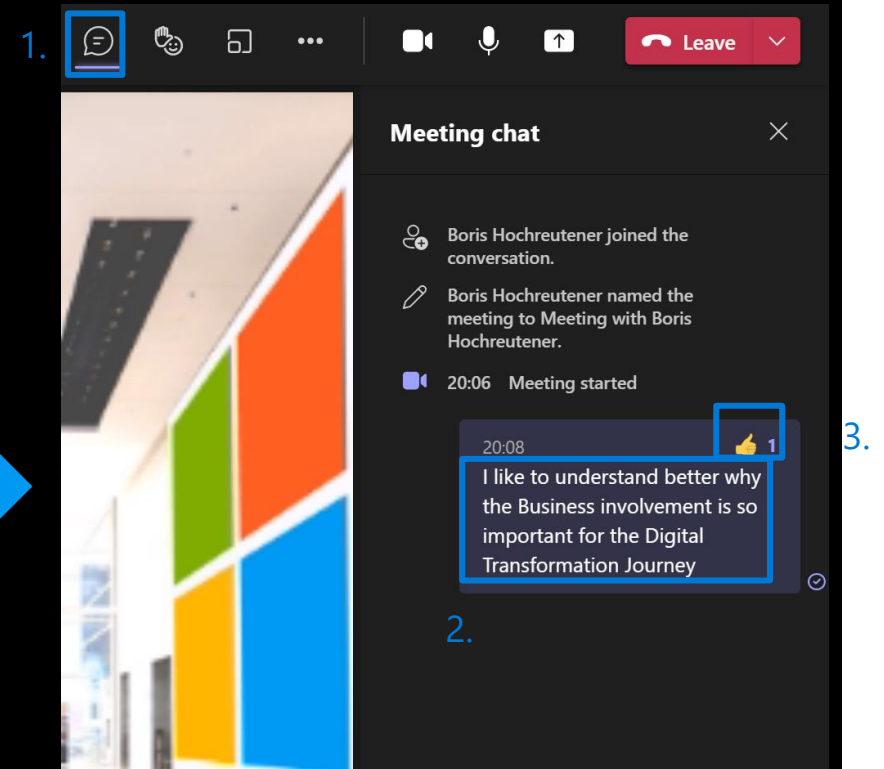 1.
Leave
Meeting chat
Boris Hochreutener joined the
conversation.
Boris Hochreutener named the
meeting to Meeting with Boris
Hochreutener.
20:06 Meeting started
20:08 👍 1
3.
I like to understand better why
the Business involvement is so
important for the Digital
Transformation Journey
2.